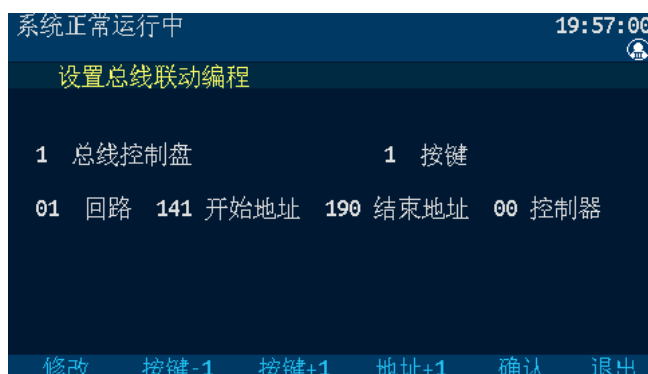 系统正常运行中 19:57:00
设置总线联动编程
1 总线控制盘 1 按键
01 回路 141 开始地址 190 结束地址 00 控制器
修改 按键-1 按键+1 地址+1 确认 退出